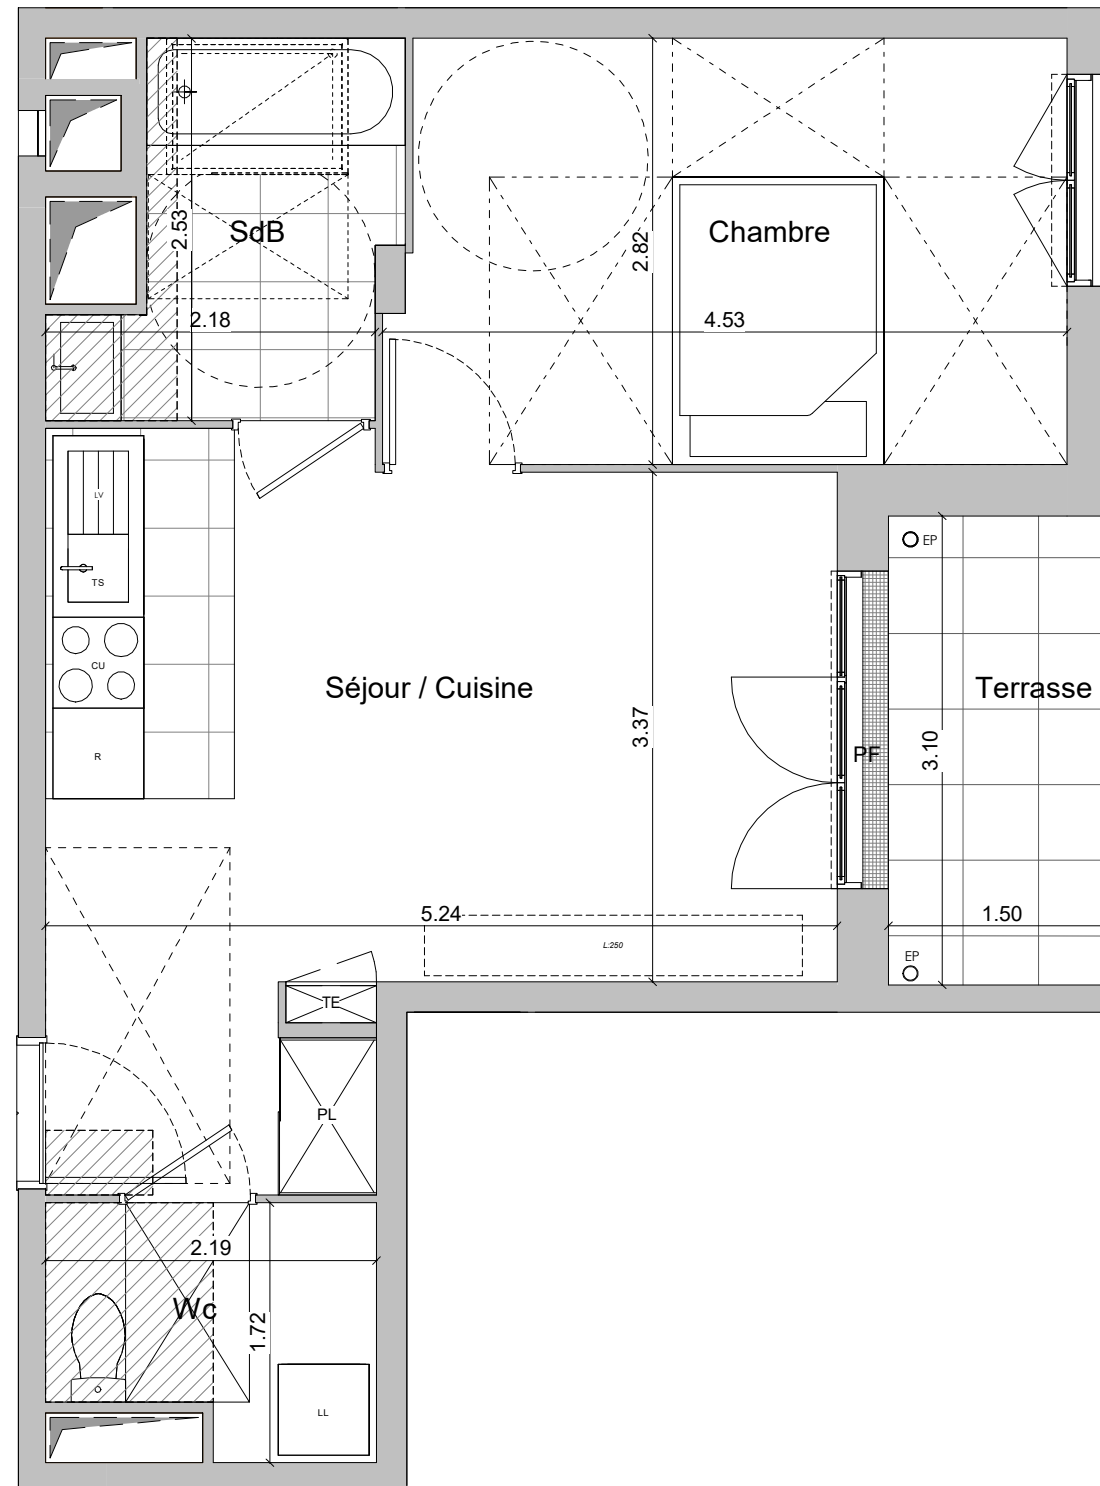 SdB
2.53
2.18
Chambre
2.82
4.53
LV
TS
CU
R
EP
Séjour / Cuisine
3.37
Terrasse
PF
3.10
5.24
1.50
L:250
EP
TE
PL
2.19
Wc
1.72
LL